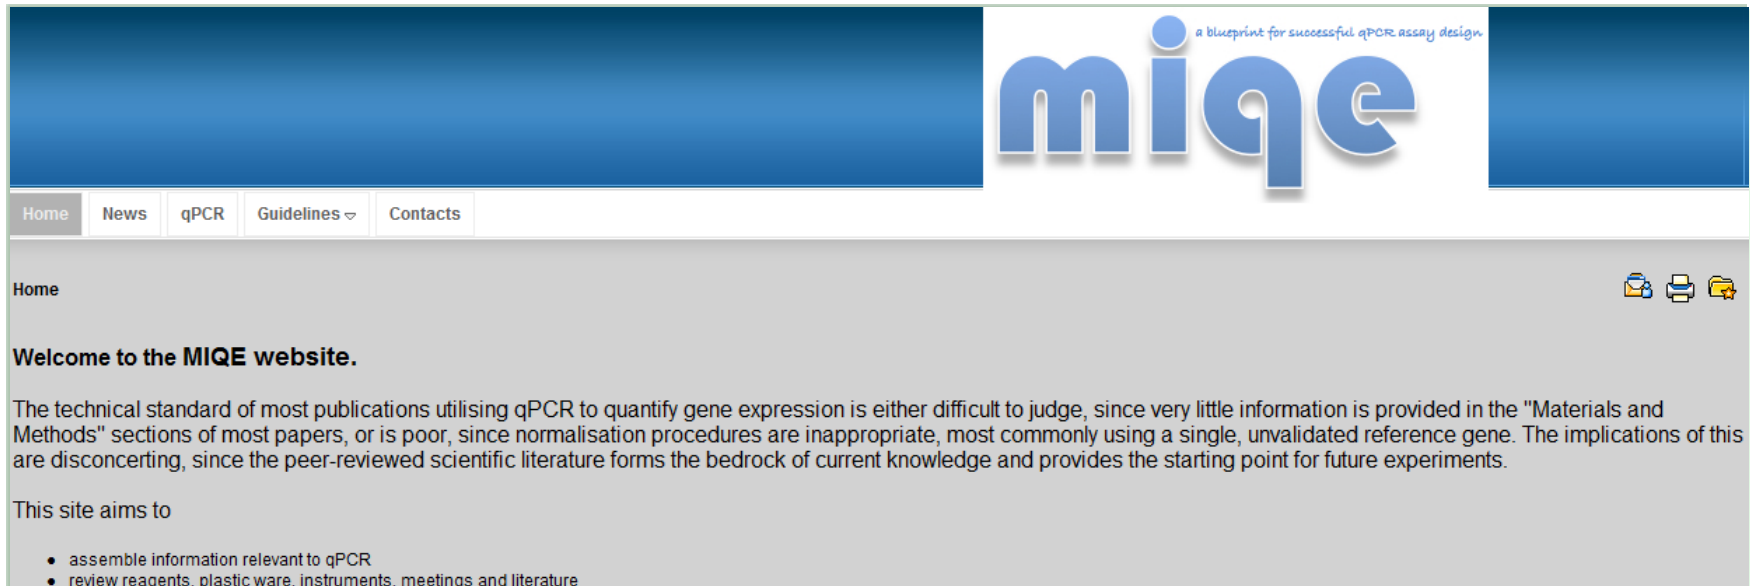 a blueprint for successful qPCR assay design
miqe
Home News qPCR Guidelines Contacts
Home
Welcome to the MIQE website.
The technical standard of most publications utilising qPCR to quantify gene expression is either difficult to judge, since very little information is provided in the "Materials and
Methods" sections of most papers, or is poor, since normalisation procedures are inappropriate, most commonly using a single, unvalidated reference gene. The implications of this
are disconcerting, since the peer-reviewed scientific literature forms the bedrock of current knowledge and provides the starting point for future experiments.
This site aims to
• assemble information relevant to qPCR
• review reagents, plastic ware, instruments, meetings and literature